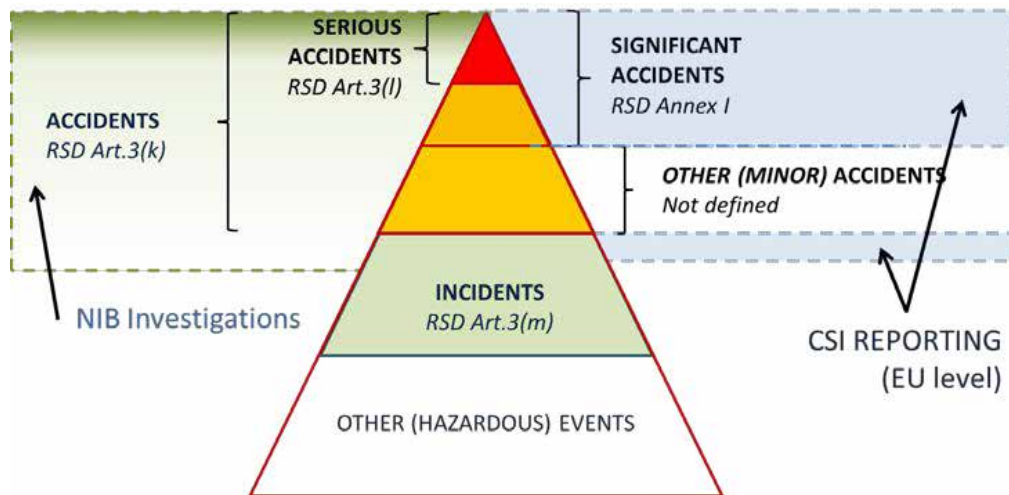 SERIOUS
ACCIDENTS
RSD Art.3(l)
SIGNIFICANT
ACCIDENTS
RSD Annex I
ACCIDENTS
RSD Art.3(k)
OTHER (MINOR) ACCIDENTS
Not defined
INCIDENTS
RSD Art.3(m)
NIB Investigations
CSI REPORTING
(EU level)
OTHER (HAZARDOUS) EVENTS